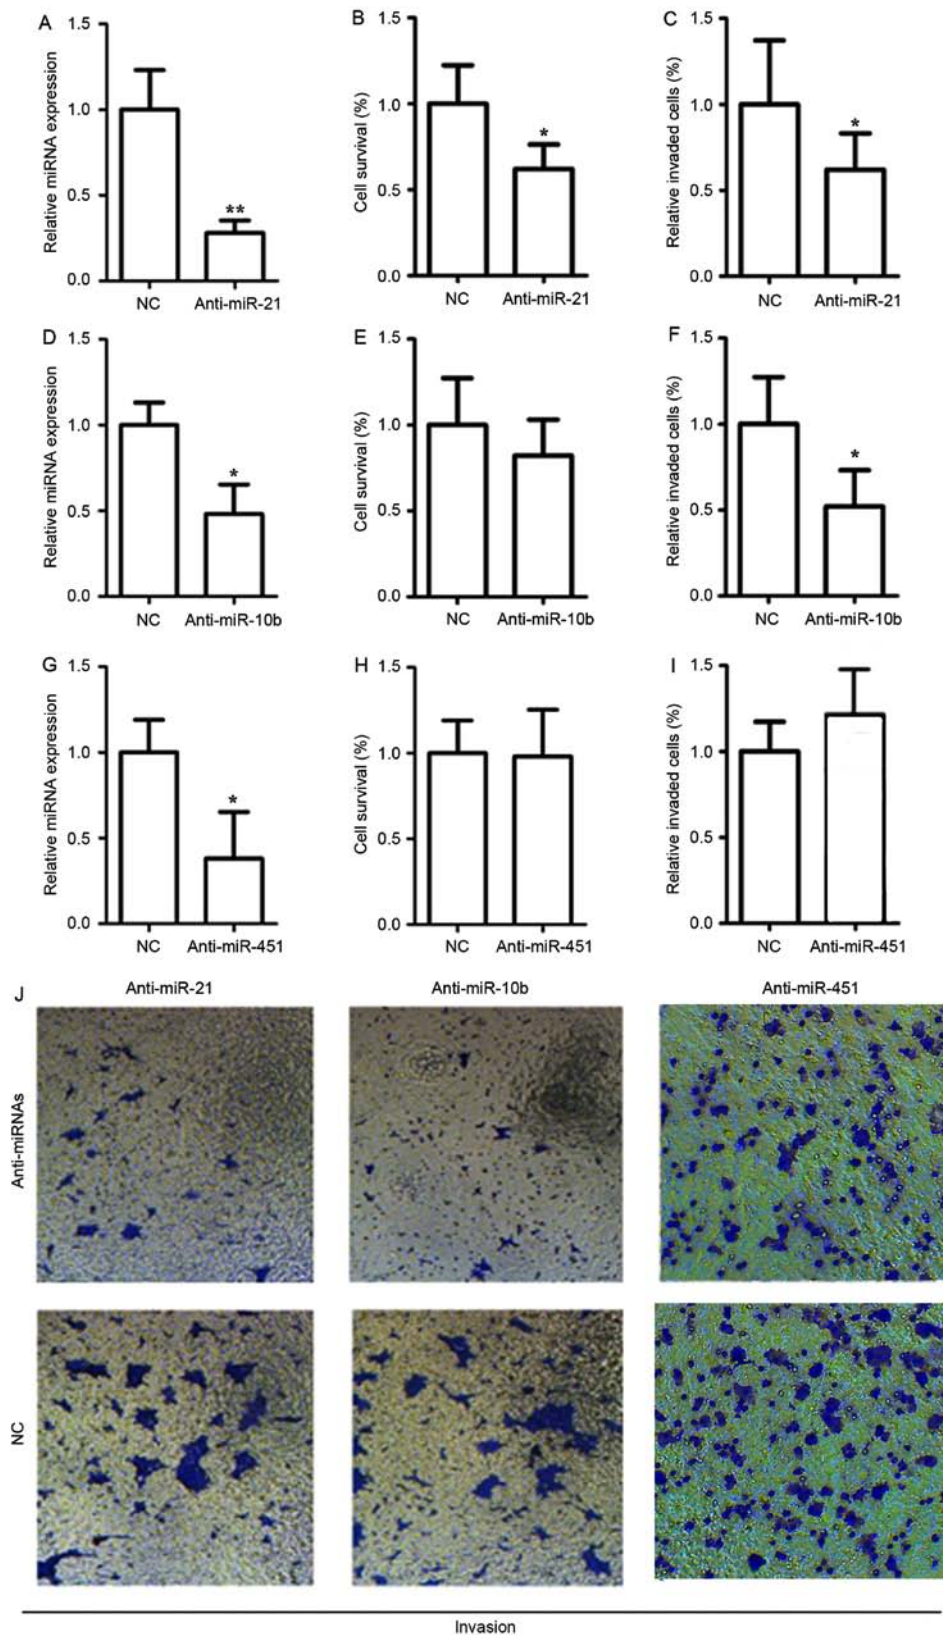 A
Relative miRNA expression
1.5
1.0
0.5
0.0
**
NC Anti-miR-21
B
Cell survival (%)
1.5
1.0
0.5
0.0
*
NC Anti-miR-21
C
Relative invaded cells (%)
1.5
1.0
0.5
0.0
*
NC Anti-miR-21
D
Relative miRNA expression
1.5
1.0
0.5
0.0
*
NC Anti-miR-10b
E
Cell survival (%)
1.5
1.0
0.5
0.0
NC Anti-miR-10b
F
Relative invaded cells (%)
1.5
1.0
0.5
0.0
*
NC Anti-miR-10b
G
Relative miRNA expression
1.5
1.0
0.5
0.0
*
NC Anti-miR-451
H
Cell survival (%)
1.5
1.0
0.5
0.0
NC Anti-miR-451
I
Relative invaded cells (%)
1.5
1.0
0.5
0.0
NC Anti-miR-451
J
Anti-miR-21 Anti-miR-10b Anti-miR-451
Anti-miRNAs
NC
Invasion